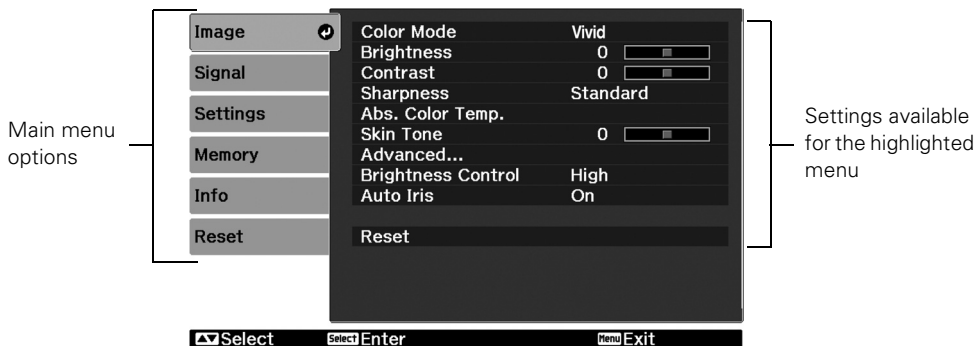 Main menu
options
Image
Signal
Settings
Memory
Info
Reset
Color Mode Vivid
Brightness 0
Contrast 0
Sharpness Standard
Abs. Color Temp.
Skin Tone 0
Advanced...
Brightness Control High
Auto Iris On
Reset
Settings available
for the highlighted
menu
Select Select Enter Menu Exit